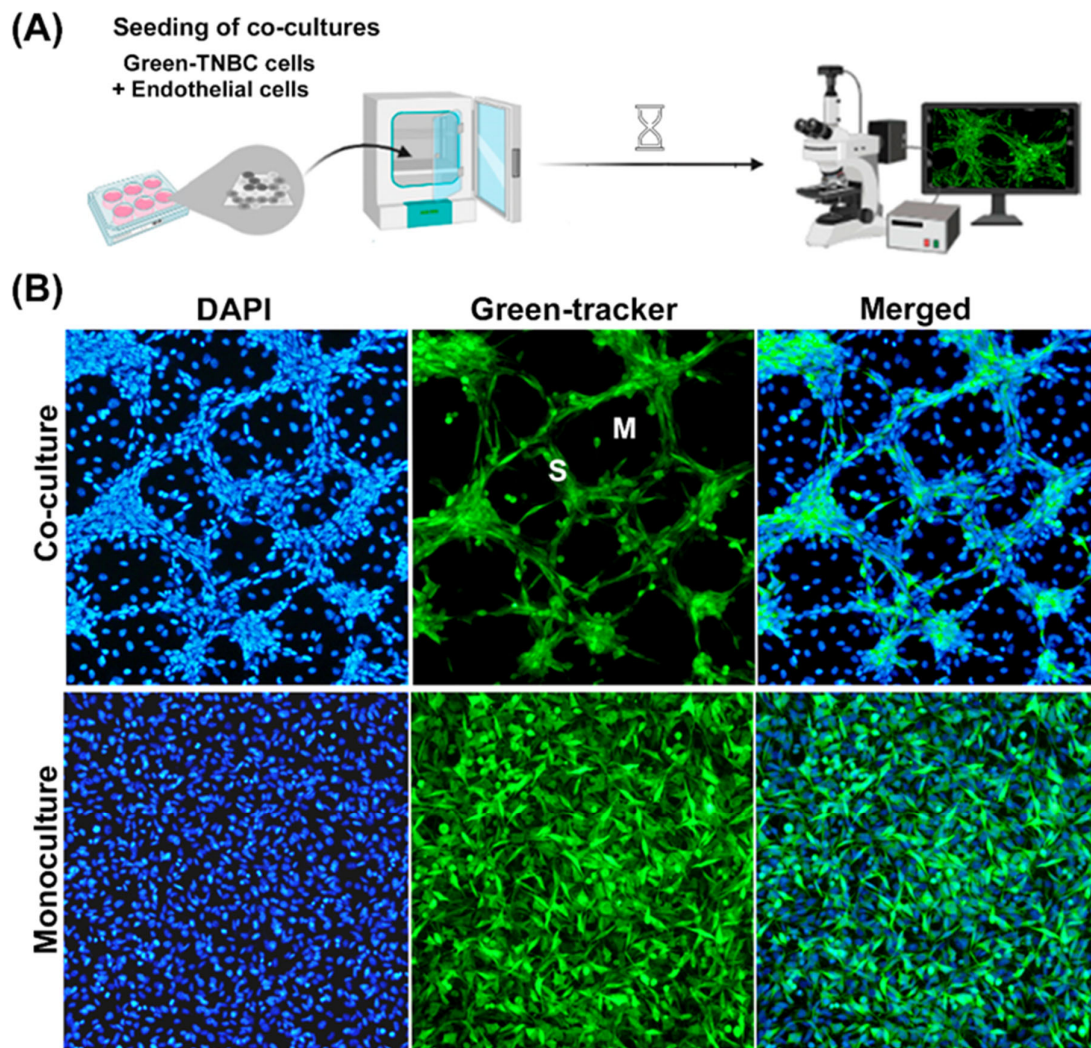 (A)
Seeding of co-cultures
Green-TNBC cells
+ Endothelial cells
(B)
DAPI
Green-tracker
Merged
Co-culture
M
S
Monoculture